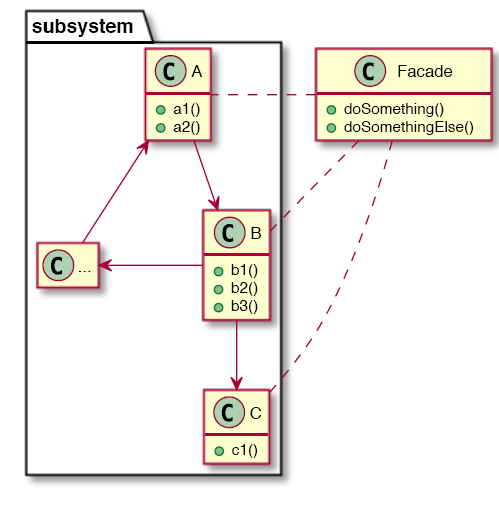 subsystem
C A
a1()
a2()
C Facade
doSomething()
doSomethingElse()
C B
b1()
b2()
b3()
C ...
C C
c1()